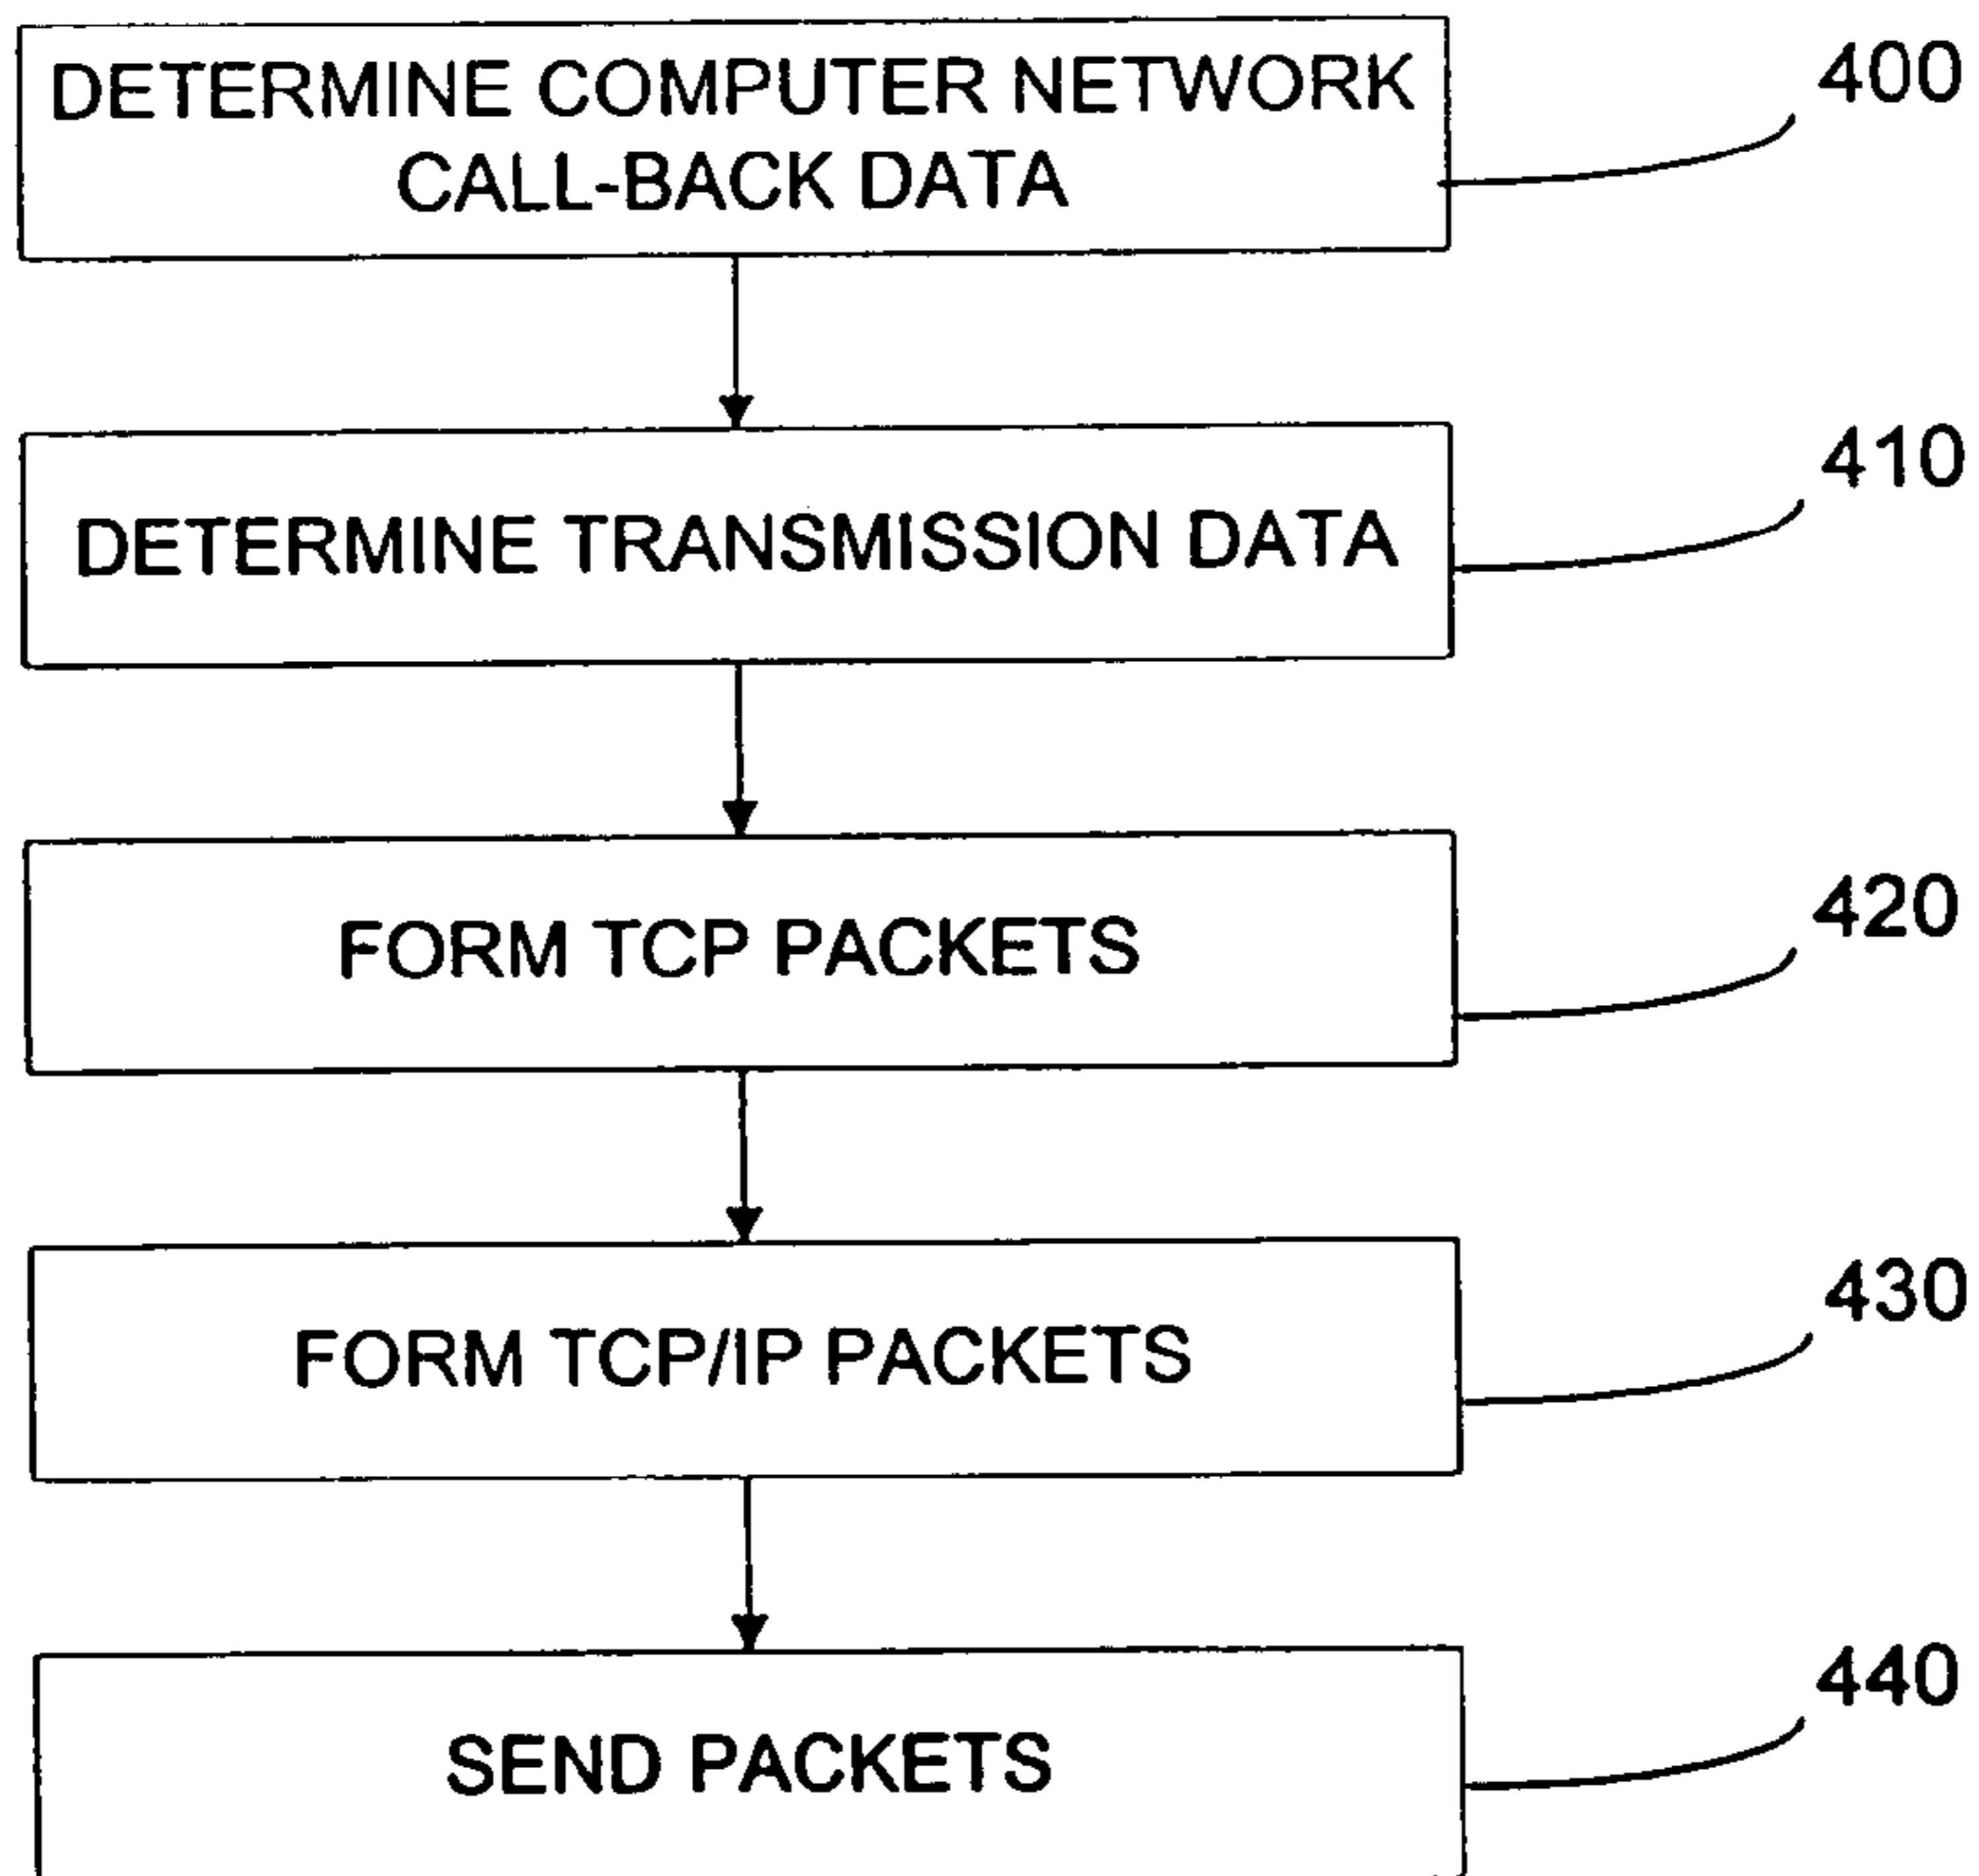 DETERMINE COMPUTER NETWORK
CALL-BACK DATA
400
DETERMINE TRANSMISSION DATA
410
FORM TCP PACKETS
420
FORM TCP/IP PACKETS
430
SEND PACKETS
440